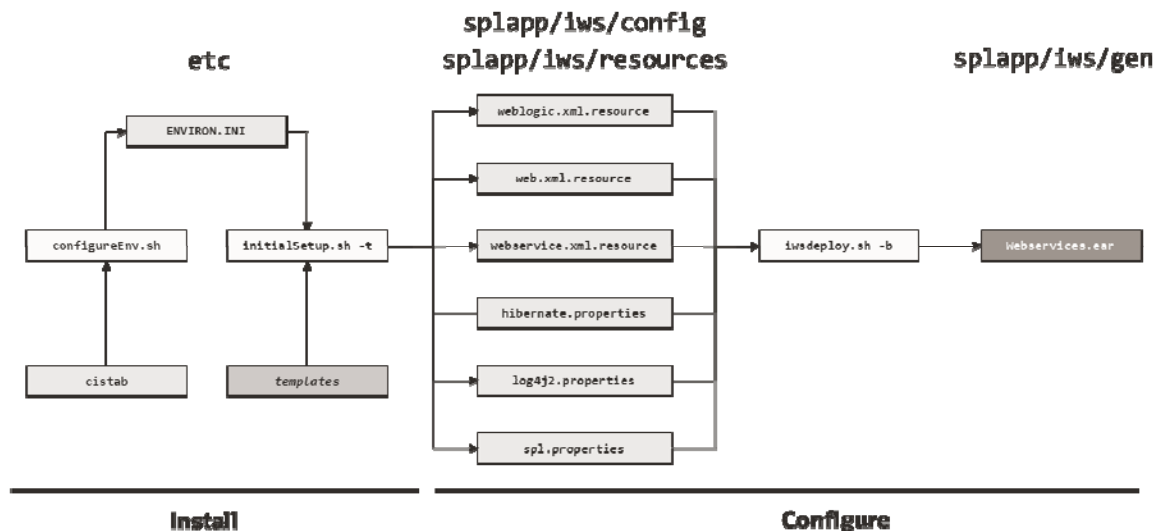 splapp/iws/config
etc
splapp/iws/resources
splapp/iws/gen
weblogic.xml.resource
ENVIRON.INI
web.xml.resource
configureEnv.sh
initialSetup.sh -t
webservice.xml.resource
iwsdeploy.sh -b
Webservices.ear
hibernate.properties
cistab
templates
log4j2.properties
spl.properties
Install
Configure